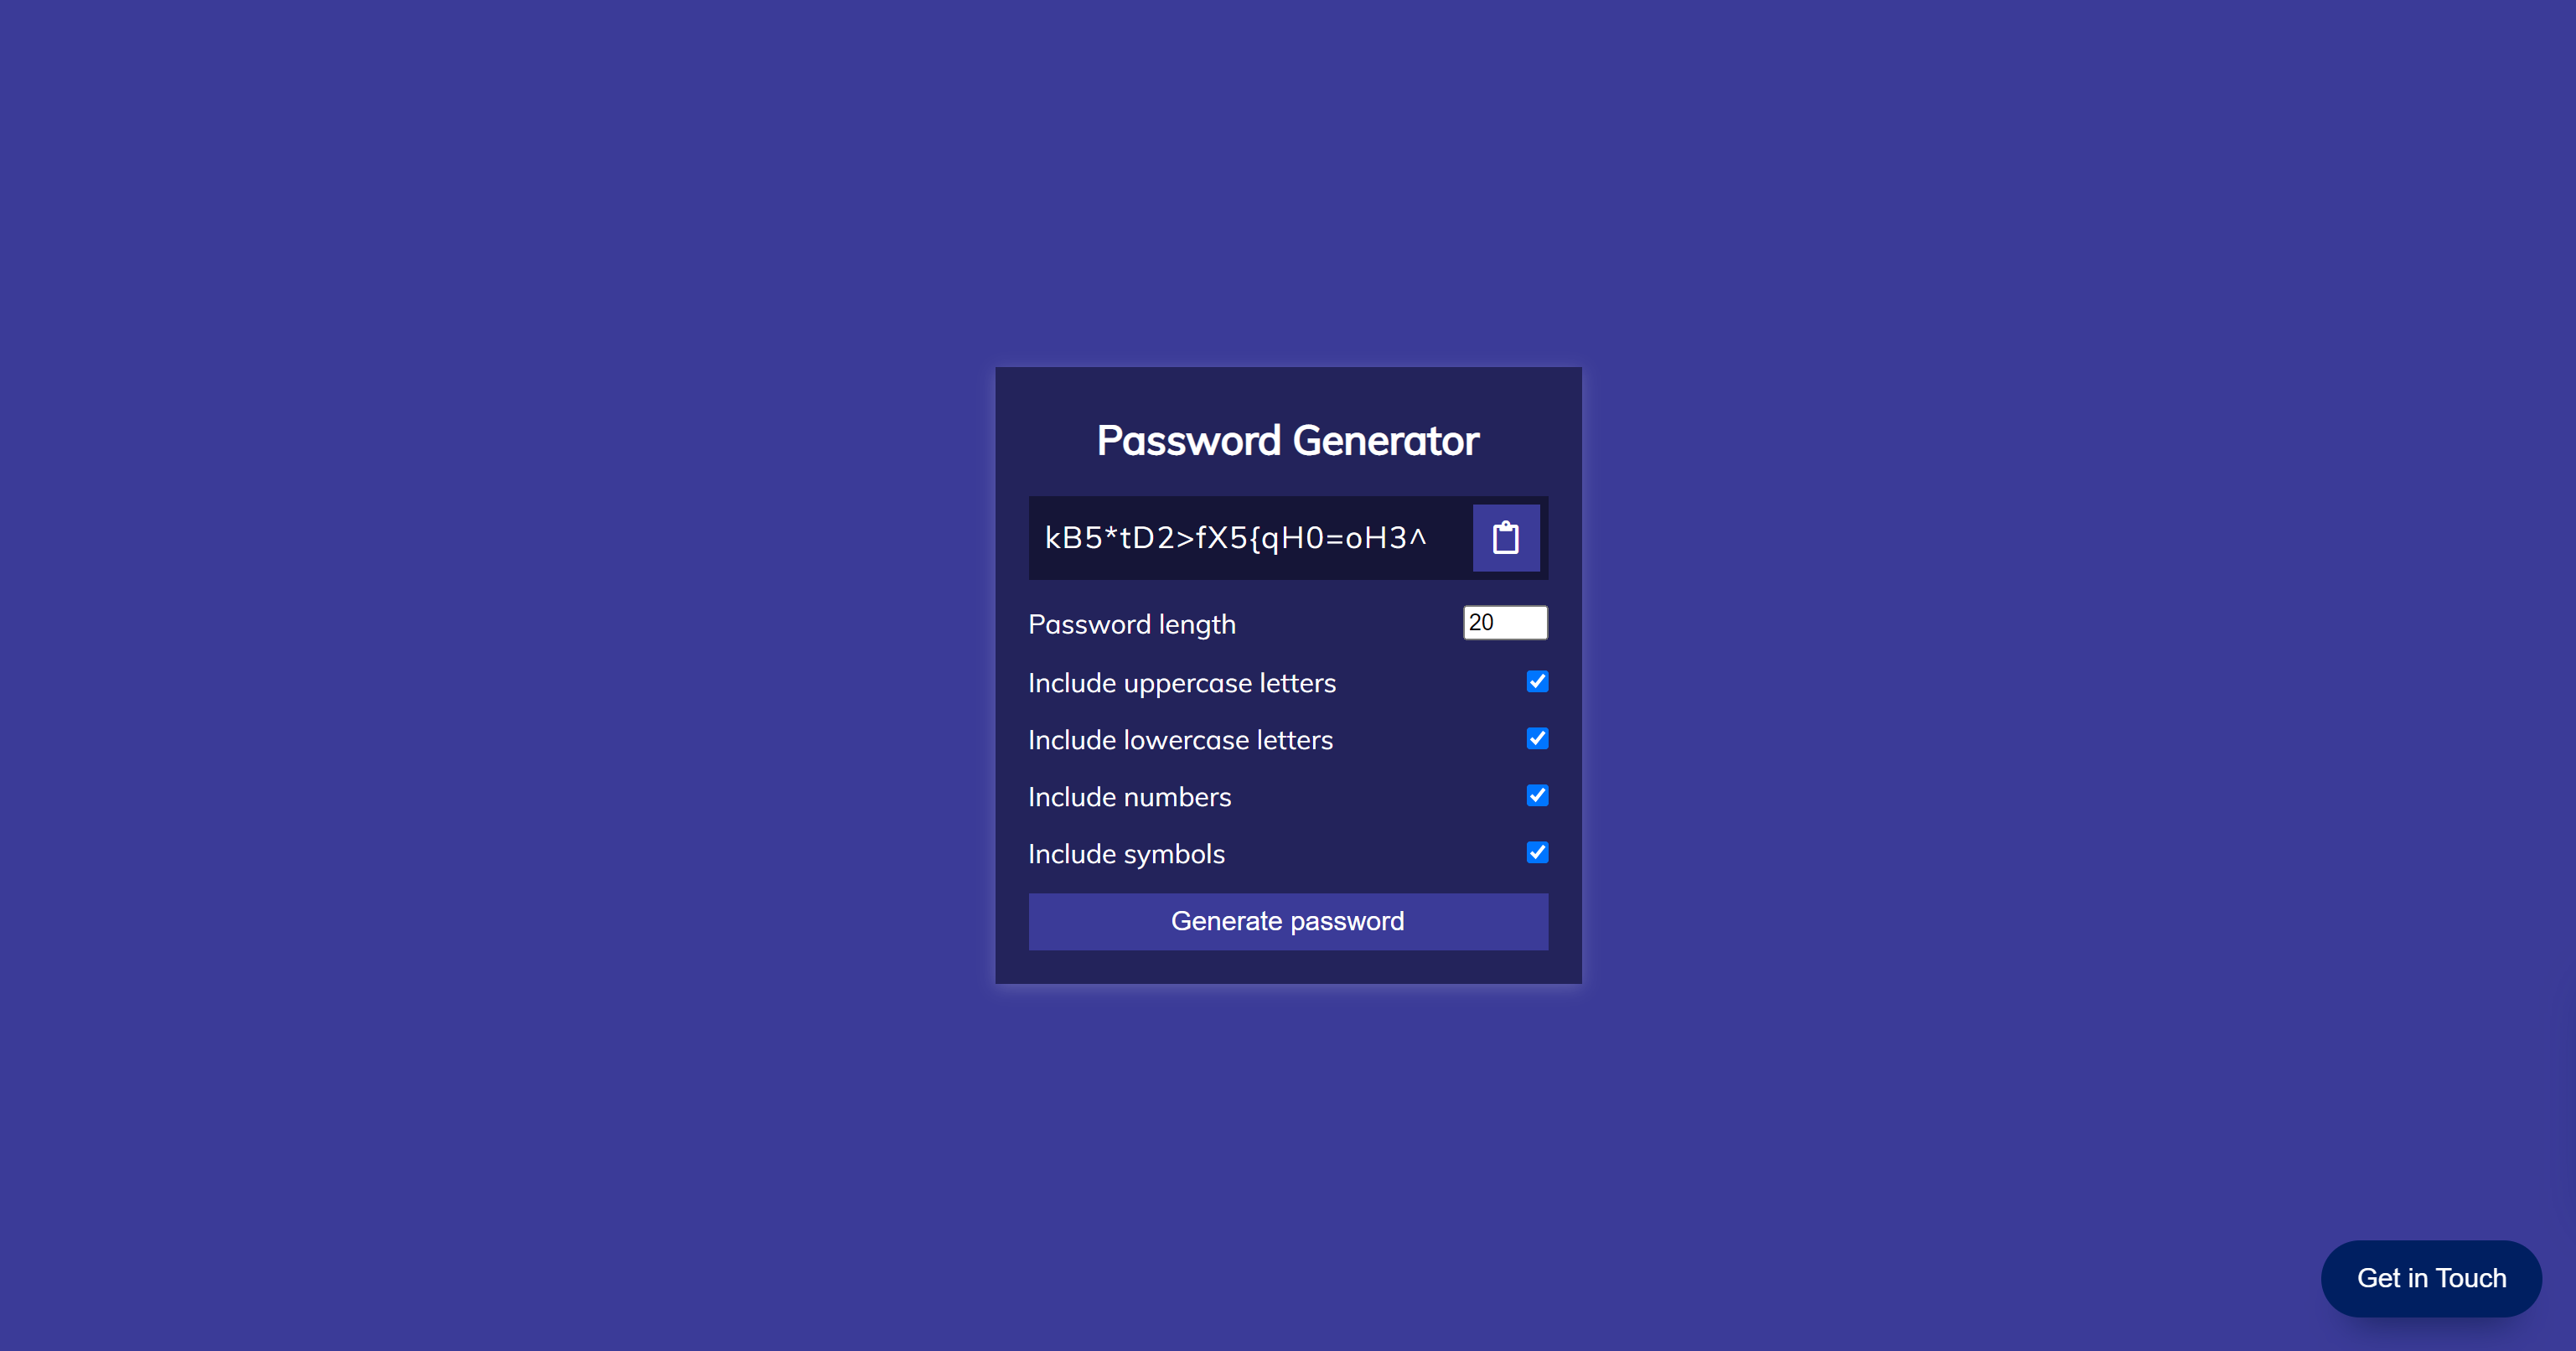 Password Generator
kB5*tD2>fX5{qH0=oH3^
Password length
20
Include uppercase letters
Include lowercase letters
Include numbers
Include symbols
Generate password
Get in Touch